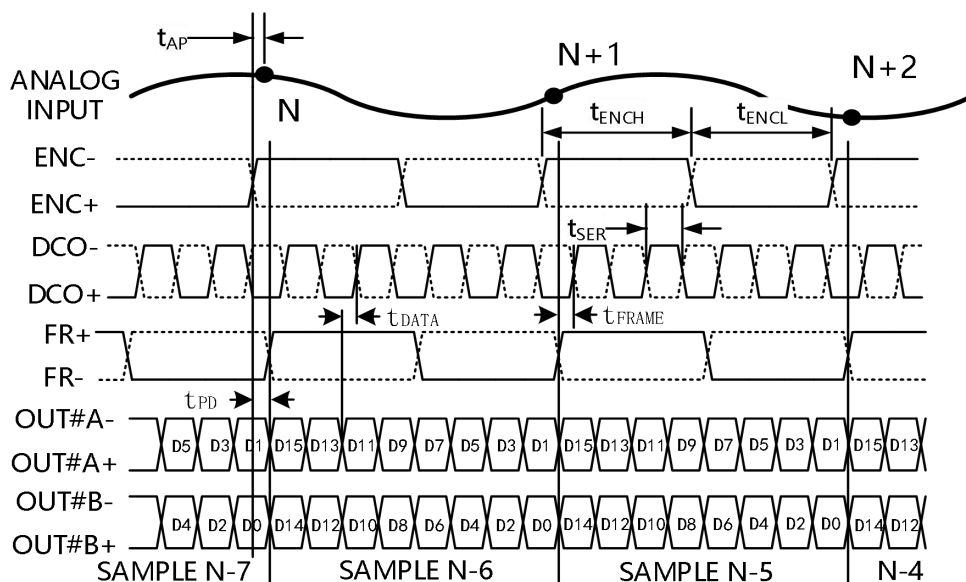 tAP
ANALOG
INPUT
N
N+1
N+2
tENCH
tENCL
ENC-
ENC+
tSER
DCO-
DCO+
tDATA
tFRAME
FR+
FR-
tPD
OUT#A-
D5 D3 D1 D15 D13 D11 D9 D7 D5 D3 D1 D15 D13 D11 D9 D7 D5 D3 D1 D15 D13
OUT#A+
OUT#B-
D4 D2 D0 D14 D12 D10 D8 D6 D4 D2 D0 D14 D12 D10 D8 D6 D4 D2 D0 D14 D12
OUT#B+
SAMPLE N-7 SAMPLE N-6 SAMPLE N-5 N-4